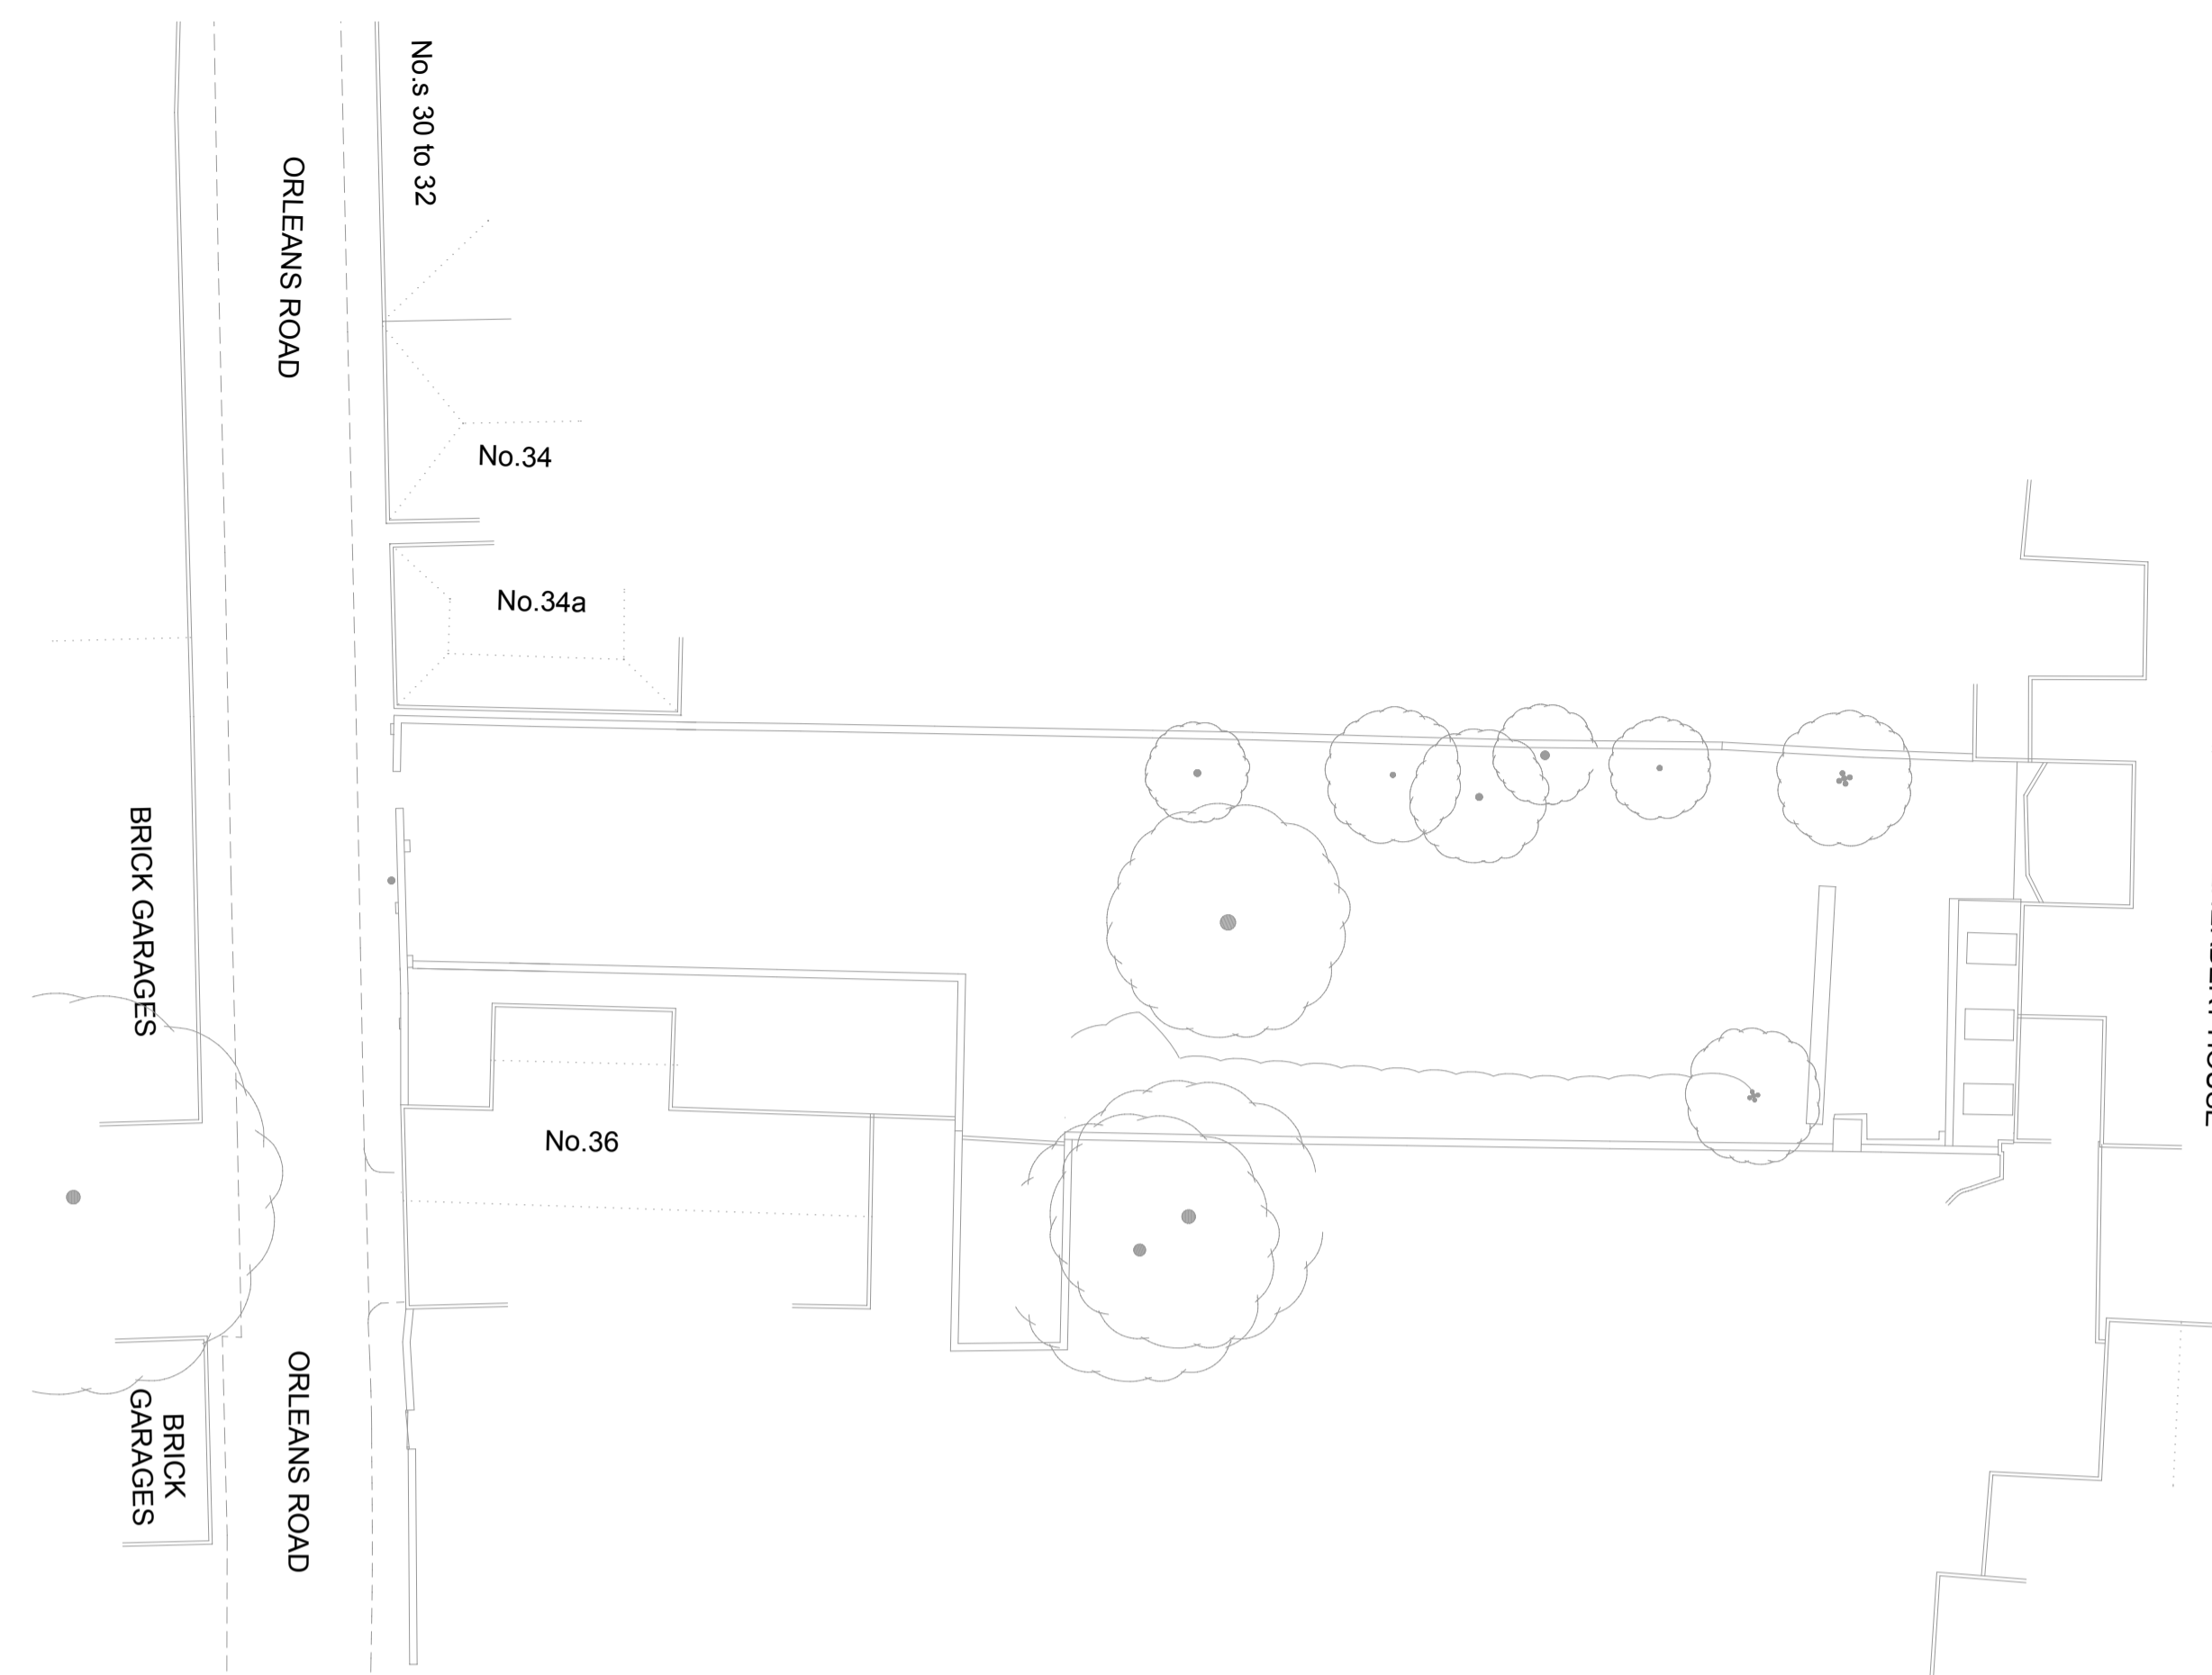 No.s 30 to 32
ORLEANS ROAD
No.34
No.34a
BRICK GARAGES
No.36
ORLEANS ROAD
BRICK
GARAGES